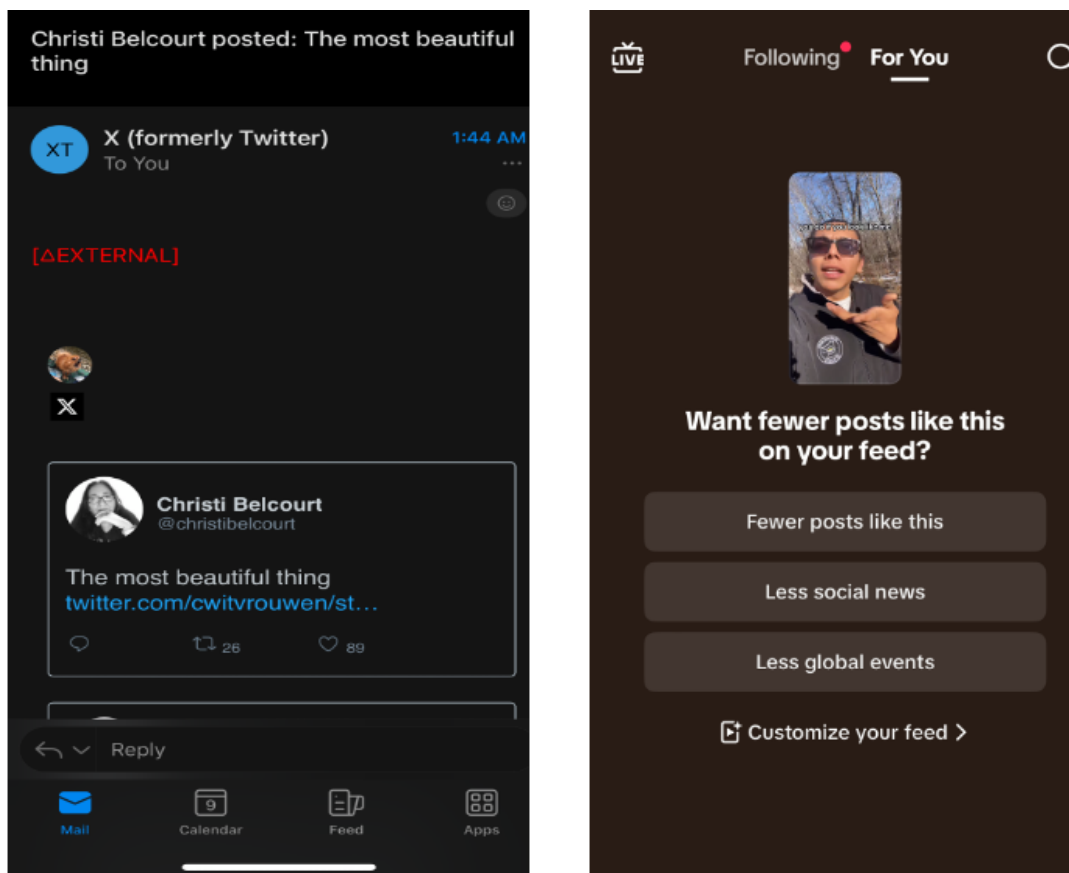 Christi Belcourt posted: The most beautiful
thing
XT
X (formerly Twitter)
1:44 AM
To You
[△EXTERNAL]
Christi Belcourt
@christibelcourt
The most beautiful thing
twitter.com/cwitvrouwen/st...
26
89
Reply
9
Mail
Calendar
Feed
Apps
LIVE
Following
For You
Want fewer posts like this
on your feed?
Fewer posts like this
Less social news
Less global events
Customize your feed